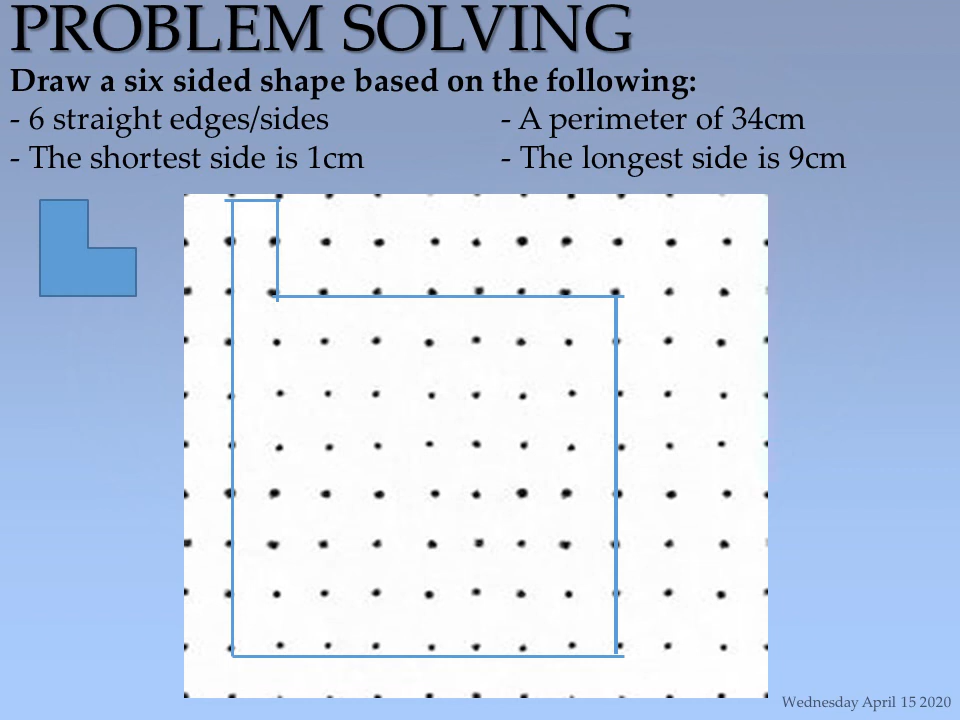 PROBLEM SOLVING
Draw a six sided shape based on the following:
- 6 straight edges/sides - A perimeter of 34cm
- The shortest side is 1cm - The longest side is 9cm
Wednesday April 15 2020